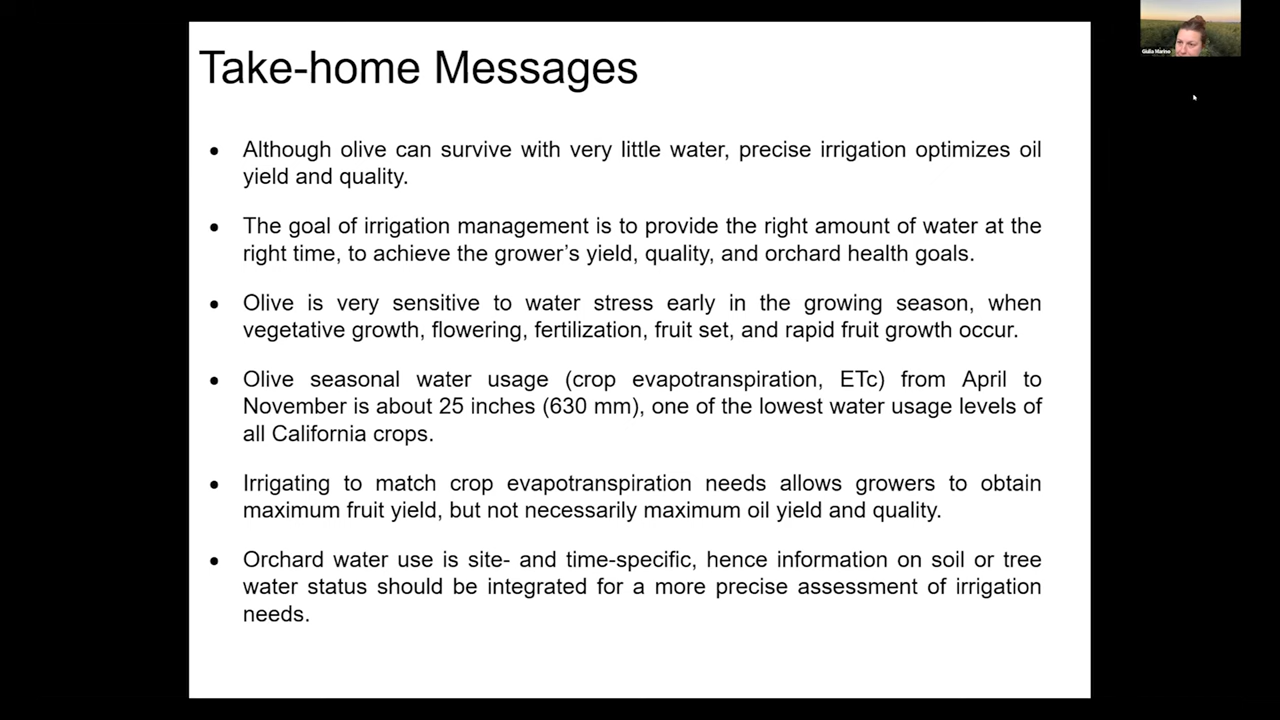 Take-home Messages
• Although olive can survive with very little water, precise irrigation optimizes oil
yield and quality.
• The goal of irrigation management is to provide the right amount of water at the
right time, to achieve the grower’s yield, quality, and orchard health goals.
• Olive is very sensitive to water stress early in the growing season, when
vegetative growth, flowering, fertilization, fruit set, and rapid fruit growth occur.
• Olive seasonal water usage (crop evapotranspiration, ETc) from April to
November is about 25 inches (630 mm), one of the lowest water usage levels of
all California crops.
• Irrigating to match crop evapotranspiration needs allows growers to obtain
maximum fruit yield, but not necessarily maximum oil yield and quality.
• Orchard water use is site- and time-specific, hence information on soil or tree
water status should be integrated for a more precise assessment of irrigation
needs.
Giulia Marino